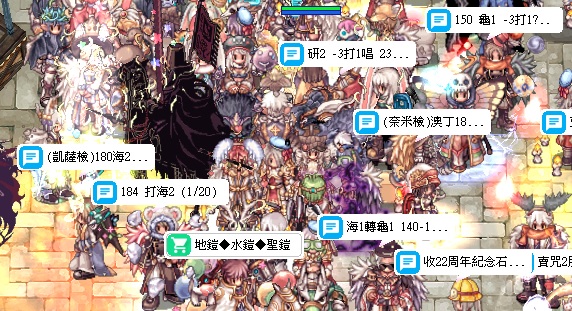 150 龜1 -3打1?..
研2 -3打1唱 23...
(奈米檢)澳丁18...
(凱薩檢)180海2...
184 打海2 (1/20)
海1轉龜1 140-1...
地鎧◆水鎧◆聖鎧
收22周年紀念石...
賣咒2月